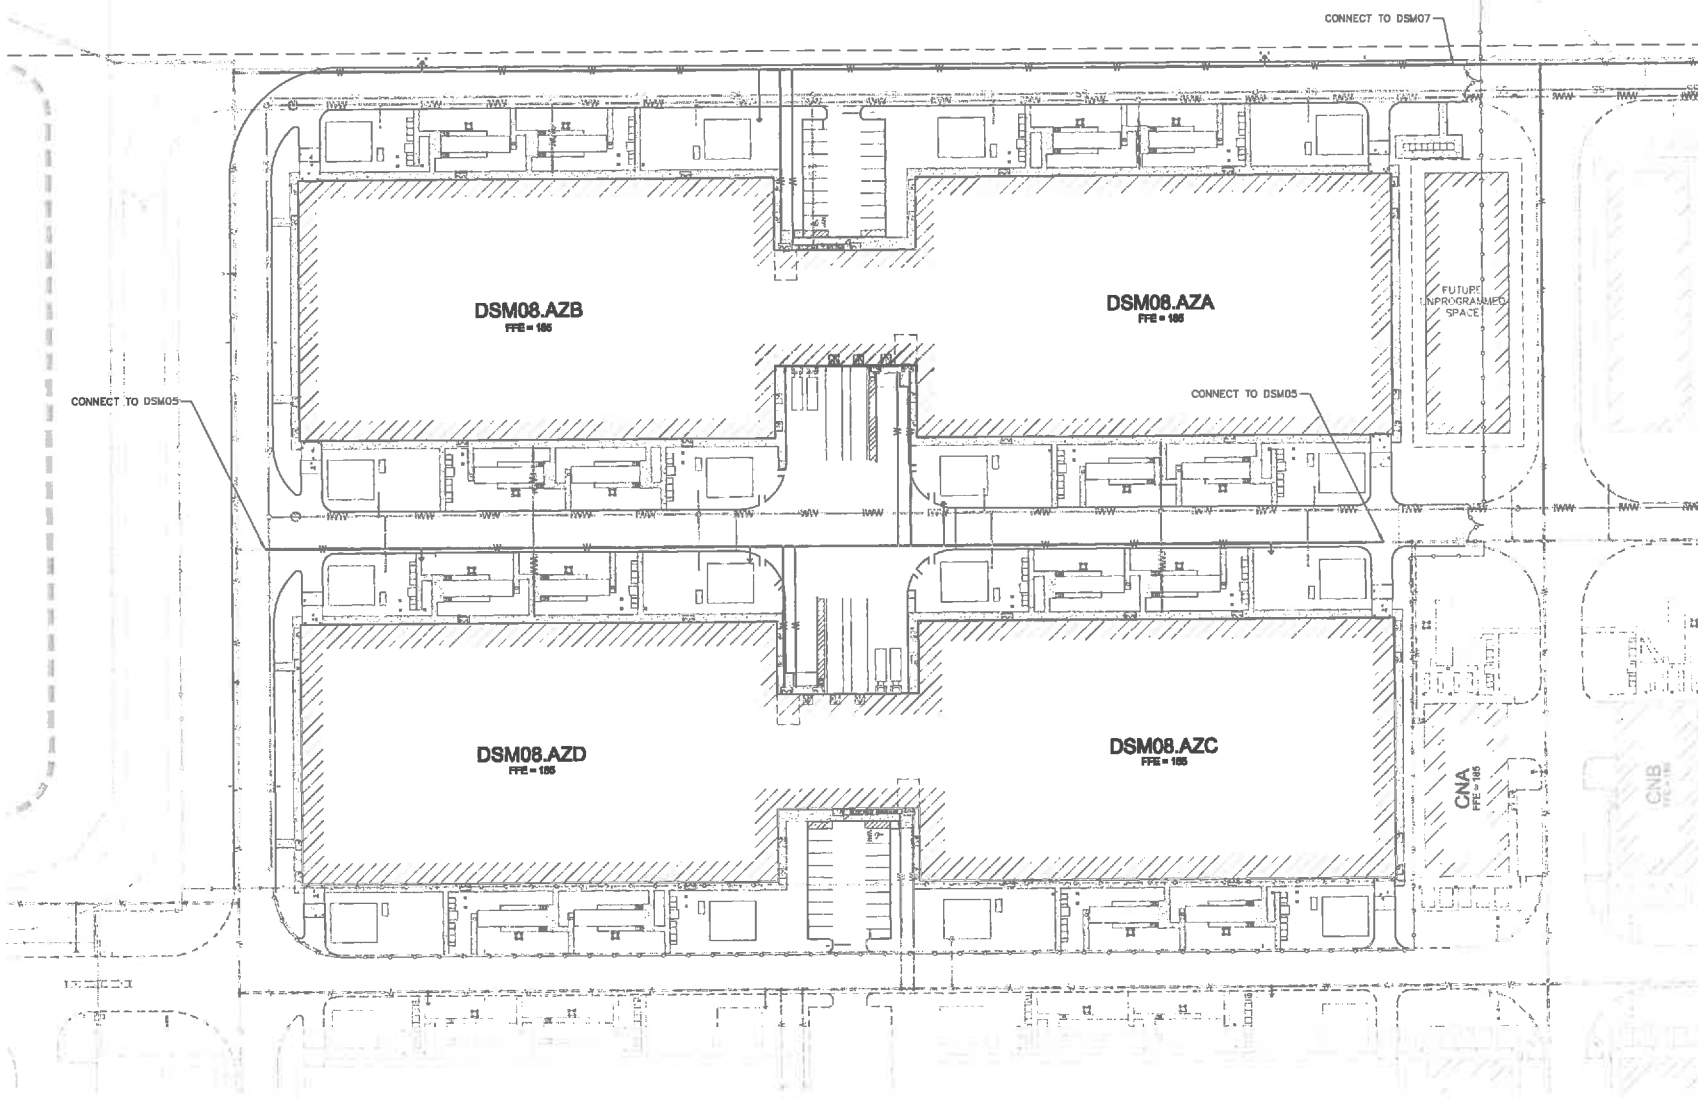 CONNECT TO DSM07
DSM08.AZB
FFE = 185
DSM08.AZA
FFE = 185
FUTURE
UNPROGRAMMED
SPACE
CONNECT TO DSM05
CONNECT TO DSM05
DSM08.AZD
FFE = 185
DSM08.AZC
FFE = 185
CNA
FFE = 185
CNB